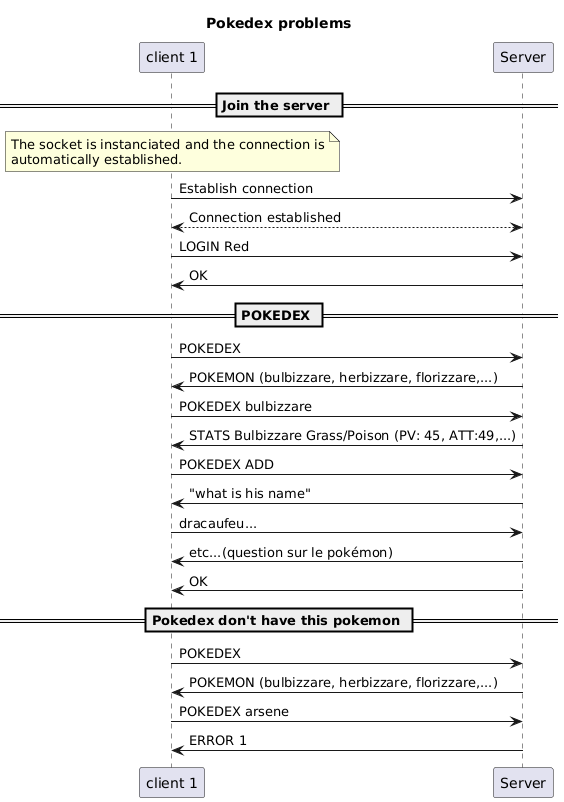 Pokedex problems
client 1
Server
Join the server
The socket is instanciated and the connection is
automatically established.
Establish connection
Connection established
LOGIN Red
OK
POKEDEX
POKEDEX
POKEMON (bulbizzare, herbizzare, florizzare,...)
POKEDEX bulbizzare
STATS Bulbizzare Grass/Poison (PV: 45, ATT:49,...)
POKEDEX ADD
"what is his name"
dracaufeu...
etc...(question sur le pokémon)
OK
Pokedex don't have this pokemon
POKEDEX
POKEMON (bulbizzare, herbizzare, florizzare,...)
POKEDEX arsene
ERROR 1
client 1
Server